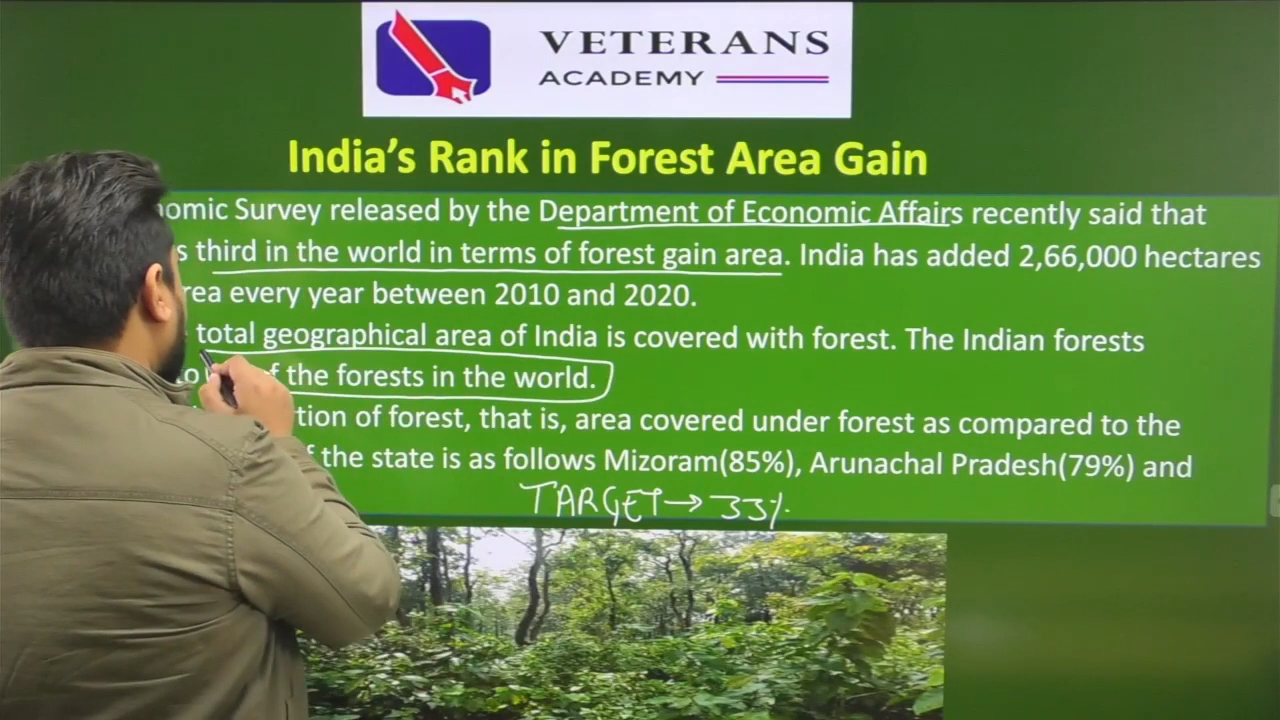 VETERANS
ACADEMY
India's Rank in Forest Area Gain
Survey released by the Department of Economic Affairs recently said that
third in the world in terms of forest gain area. India has added 2,66,000 hectares
every year between 2010 and 2020.
total geographical area of India is covered with forest. The Indian forests
of the forests in the world.
of forest, that is, area covered under forest as compared to the
the state is as follows Mizoram(85%), Arunachal Pradesh(79%) and
TARGET → 33%